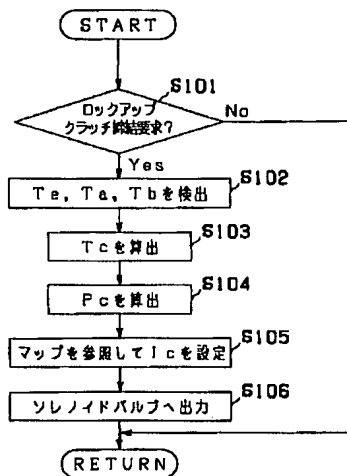 START
S101
ロックアップ
クラッチ締結要求?
No
Yes
S102
Te, Ta, Tbを検出
S103
Tcを算出
S104
Pcを算出
S105
マップを参照してIcを設定
S106
ソレノイドバルブへ出力
RETURN